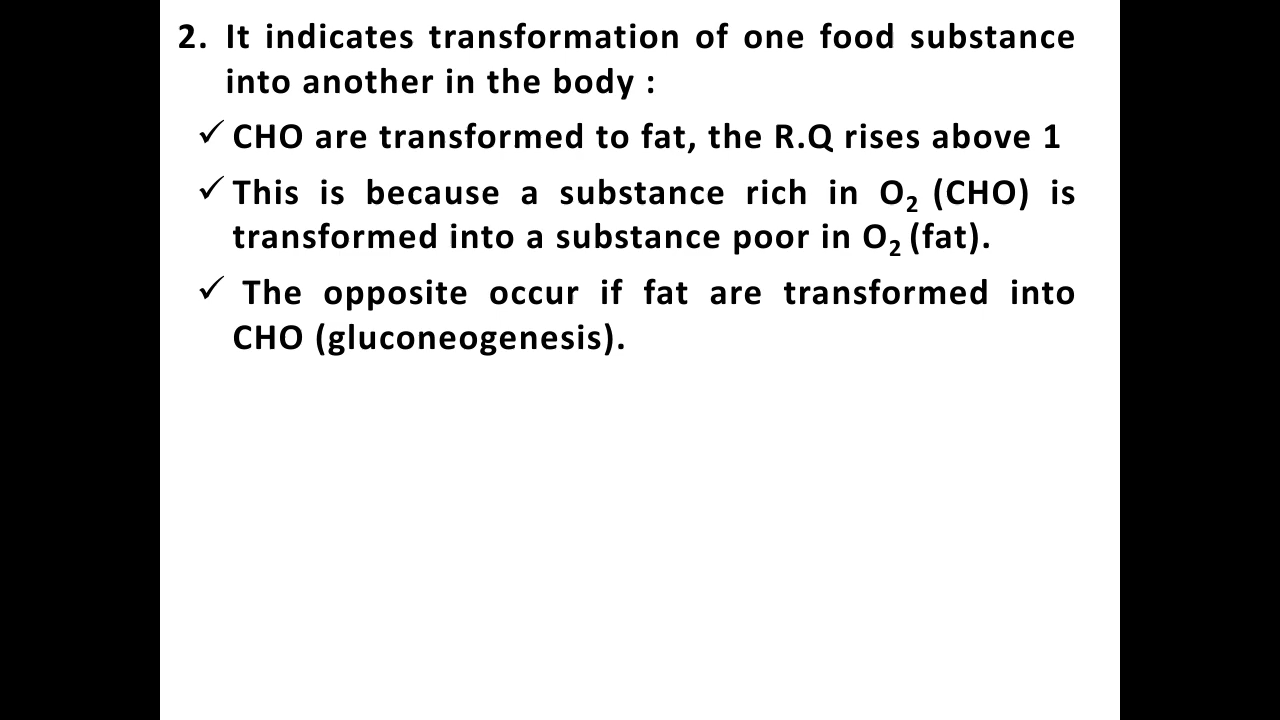 2. It indicates transformation of one food substance
into another in the body :
✓ CHO are transformed to fat, the R.Q rises above 1
✓ This is because a substance rich in O₂ (CHO) is
transformed into a substance poor in O₂ (fat).
✓ The opposite occur if fat are transformed into
CHO (gluconeogenesis).